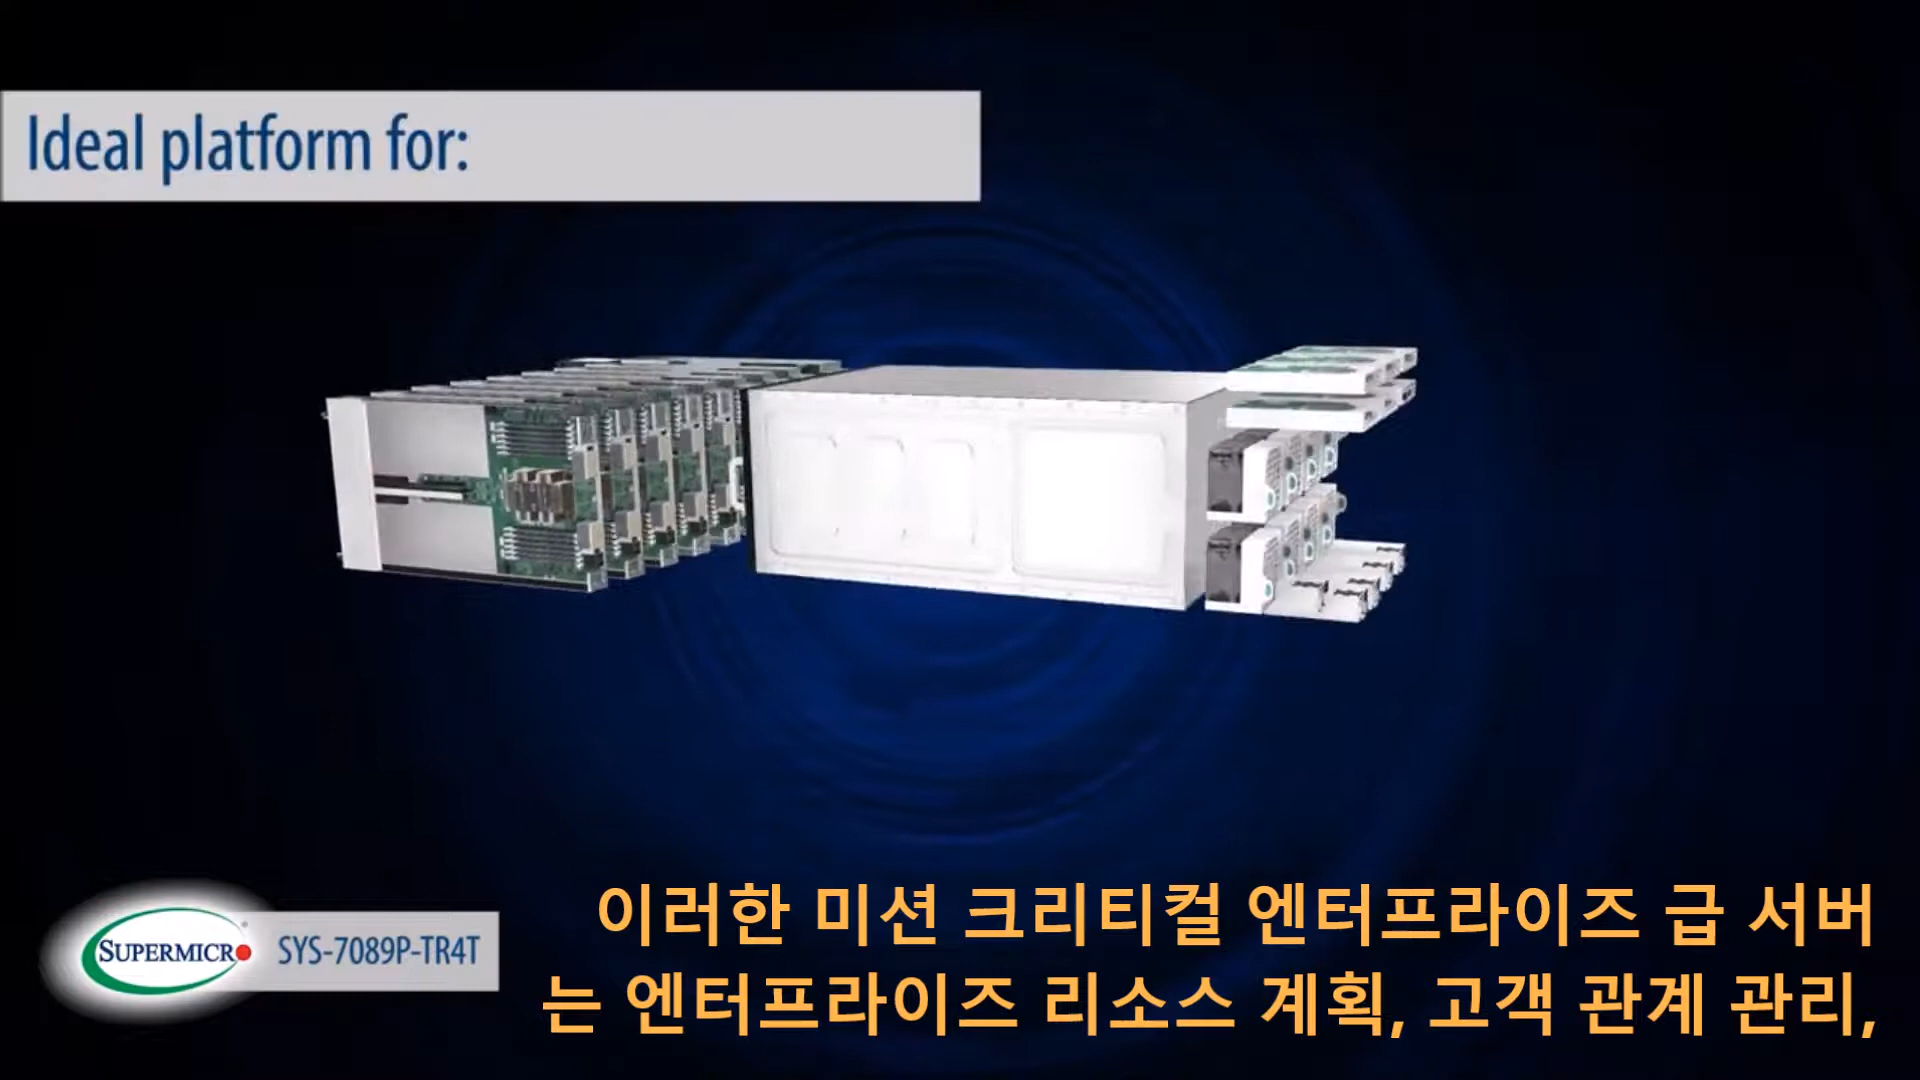 Ideal platform for:
SUPERMICRO
SYS-7089P-TR4T
이러한 미션 크리티컬 엔터프라이즈 급 서버
는 엔터프라이즈 리소스 계획, 고객 관계 관리,